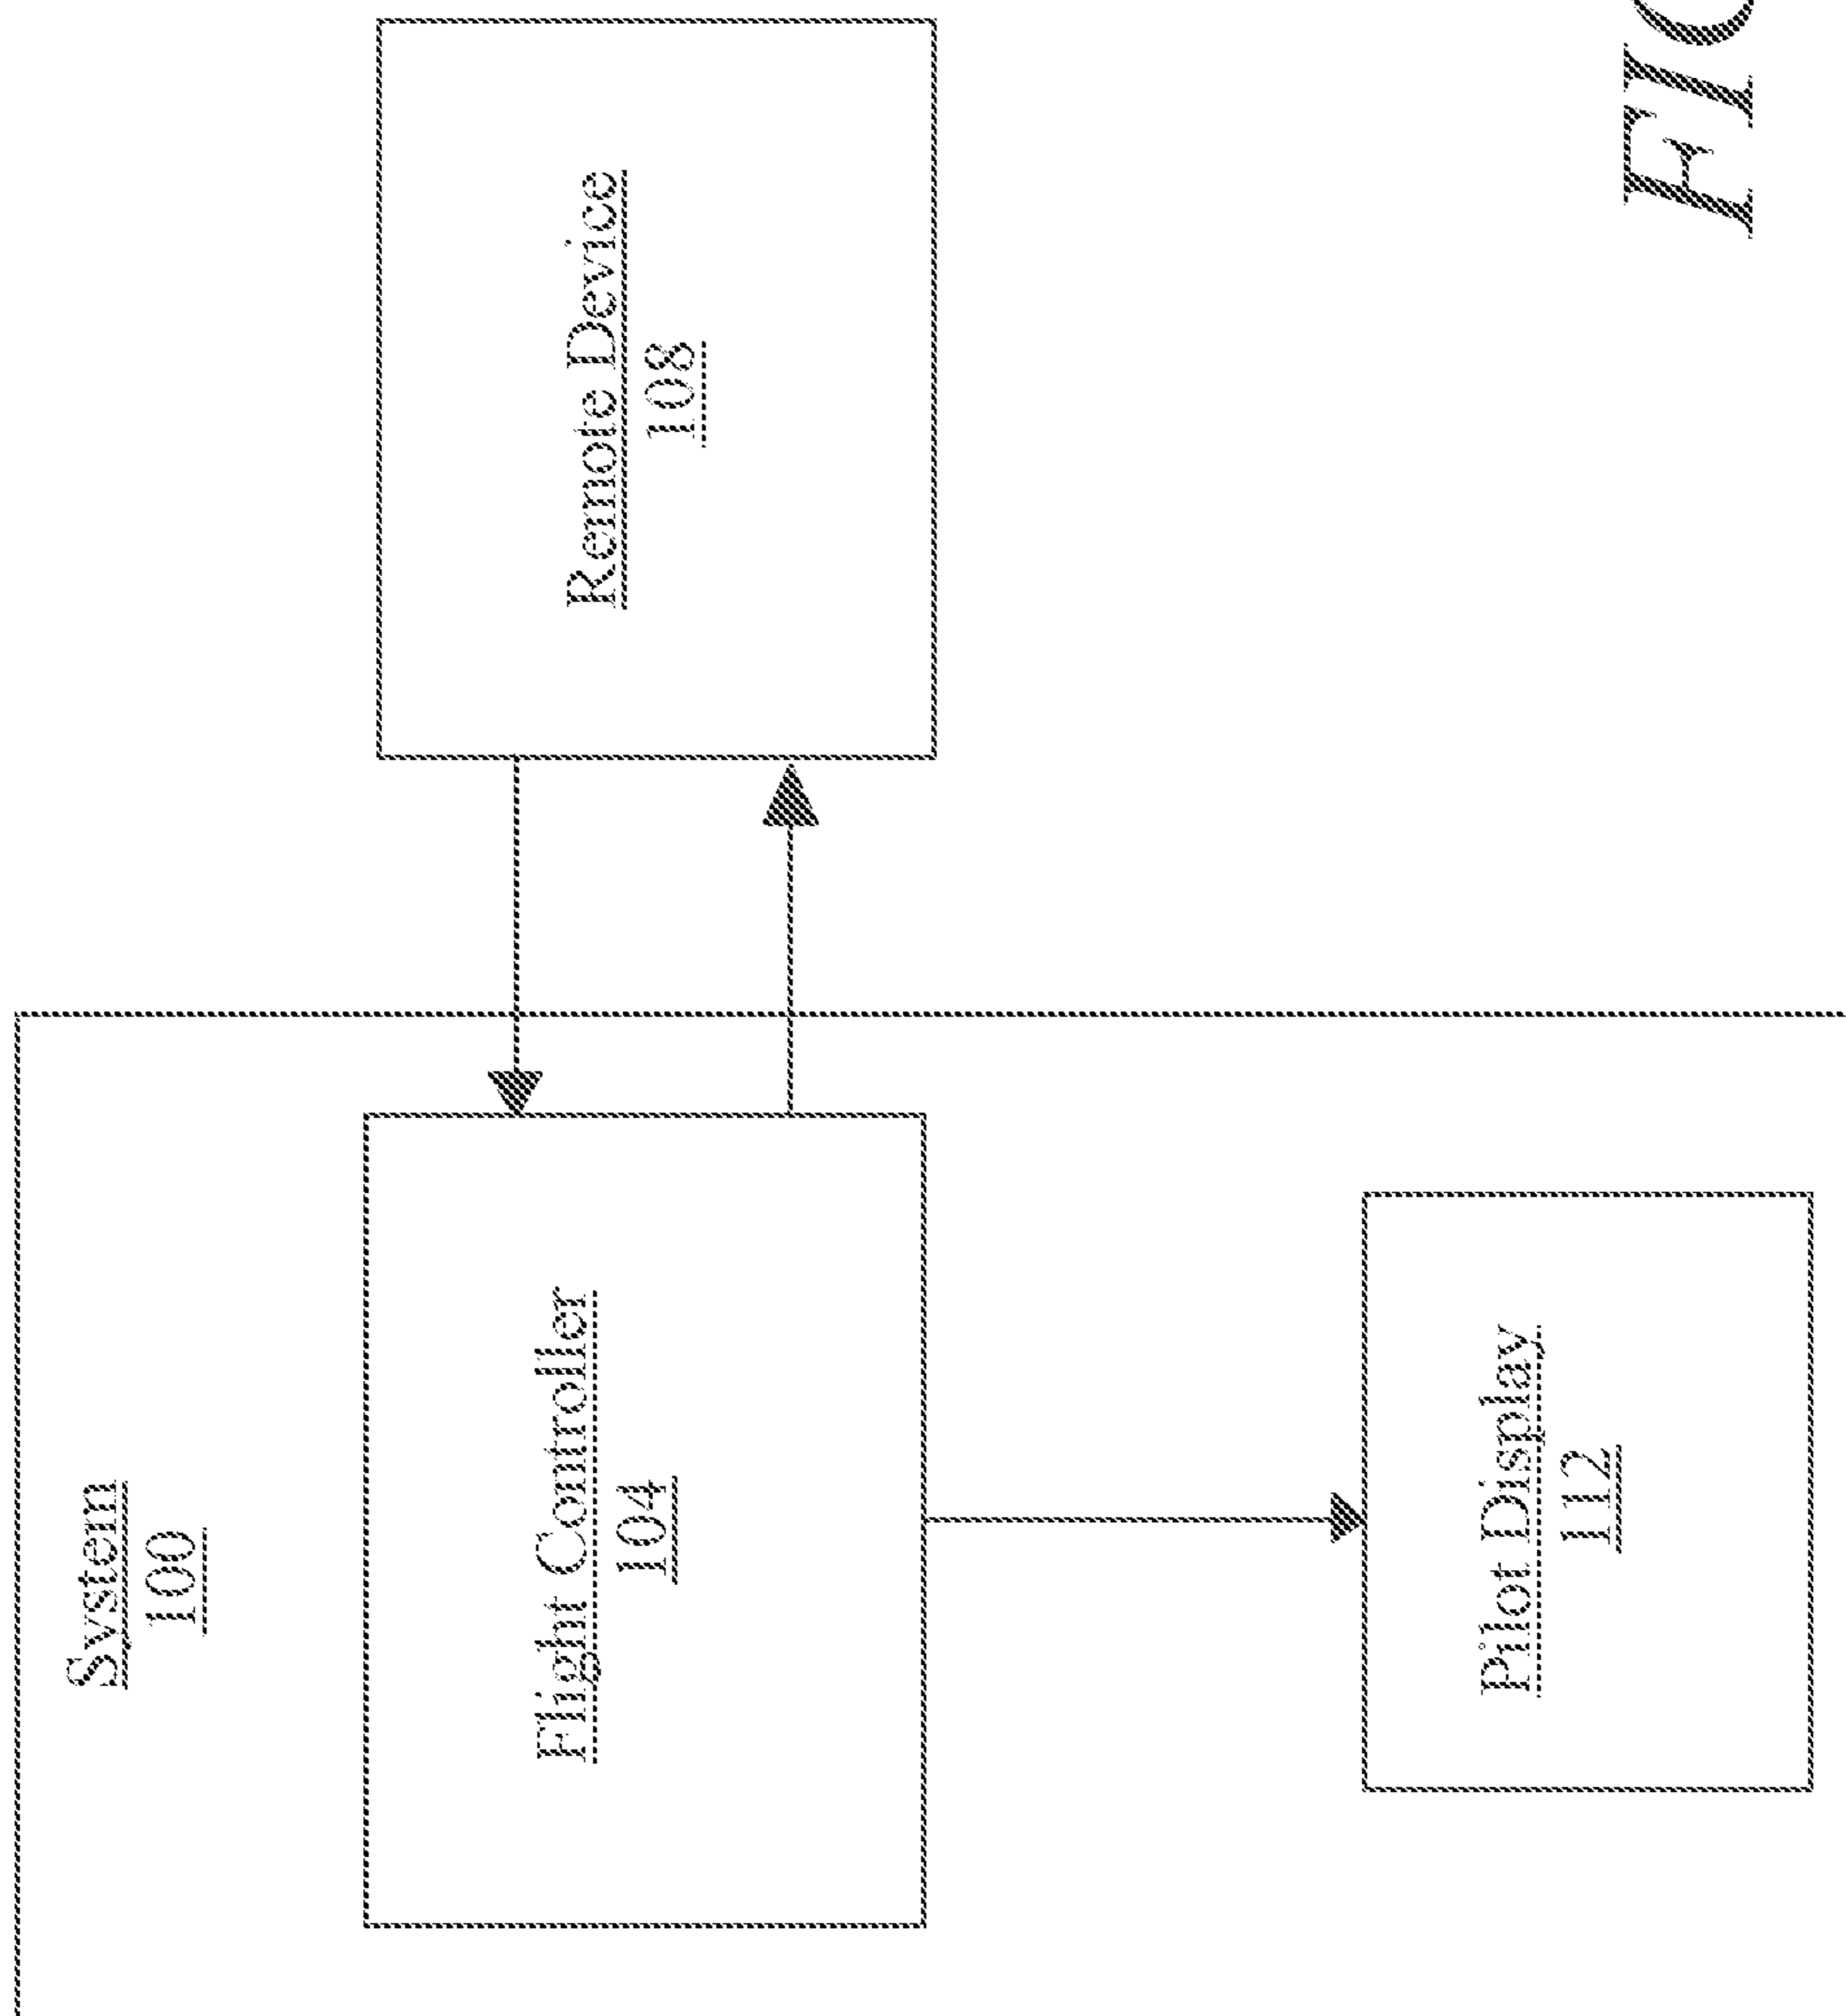 System
100
Flight Controller
104
Remote Device
108
Pilot Display
112